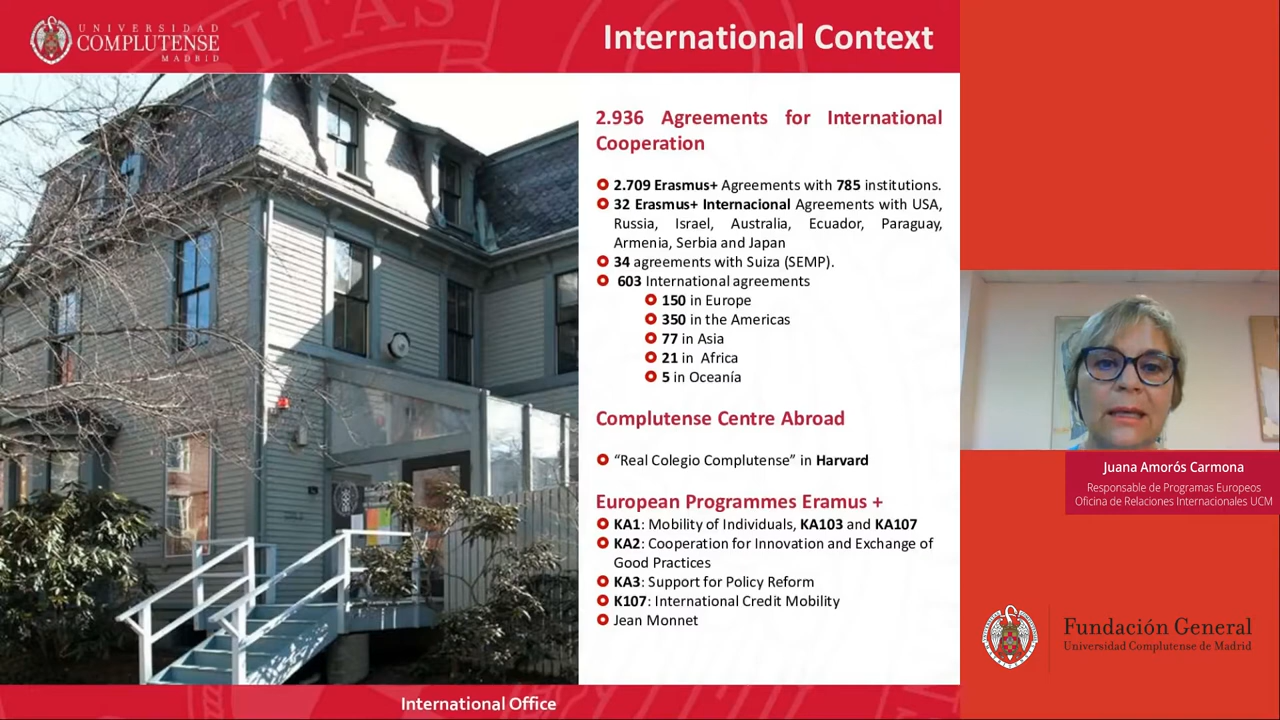 UNIVERSIDAD
COMPLUTENSE
MADRID
International Context
2.936 Agreements for International
Cooperation
2.709 Erasmus+ Agreements with 785 institutions.
32 Erasmus+ Internacional Agreements with USA,
Russia, Israel, Australia, Ecuador, Paraguay,
Armenia, Serbia and Japan
34 agreements with Suiza (SEMP).
603 International agreements
150 in Europe
350 in the Americas
77 in Asia
21 in Africa
5 in Oceanía
Complutense Centre Abroad
“Real Colegio Complutense” in Harvard
European Programmes Eramus +
KA1: Mobility of Individuals, KA103 and KA107
KA2: Cooperation for Innovation and Exchange of
Good Practices
KA3: Support for Policy Reform
K107: International Credit Mobility
Jean Monnet
International Office
Juana Amorós Carmona
Responsable de Programas Europeos
Oficina de Relaciones Internacionales UCM
Fundación General
Universidad Complutense de Madrid